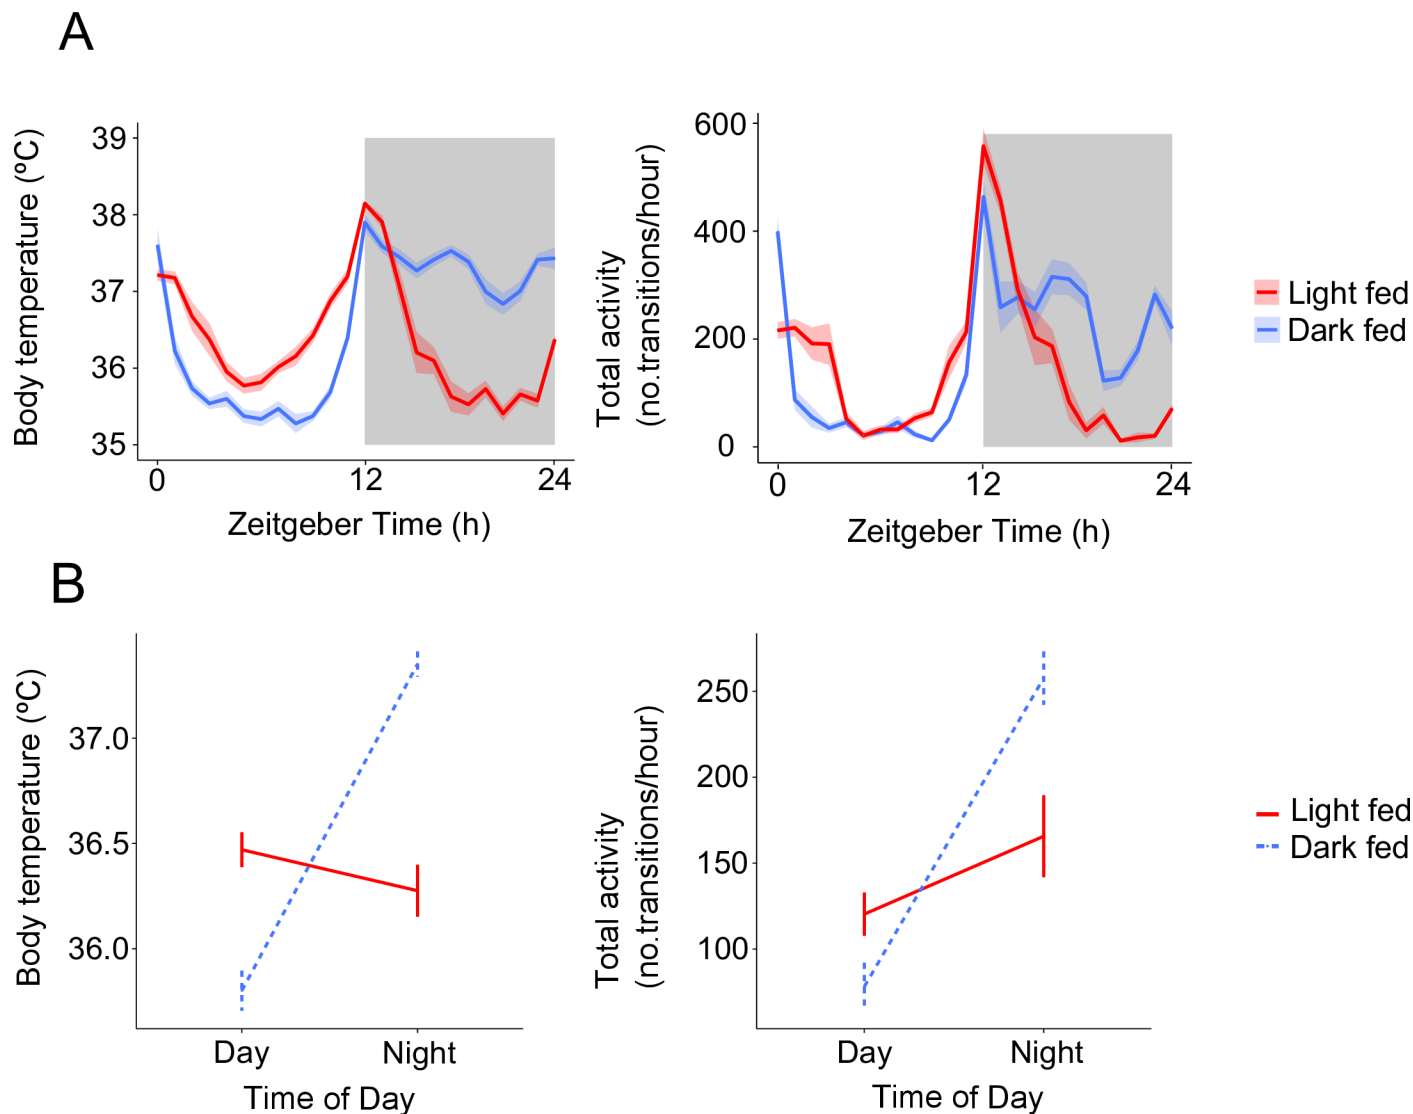 A
Body temperature (ºC)
39
38
37
36
35
0
12
24
Zeitgeber Time (h)
Total activity
(no.transitions/hour)
600
400
200
0
0
12
24
Zeitgeber Time (h)
Light fed
Dark fed
B
Body temperature (ºC)
37.0
36.5
36.0
Day
Night
Time of Day
Total activity
(no.transitions/hour)
250
200
150
100
Day
Night
Time of Day
Light fed
Dark fed